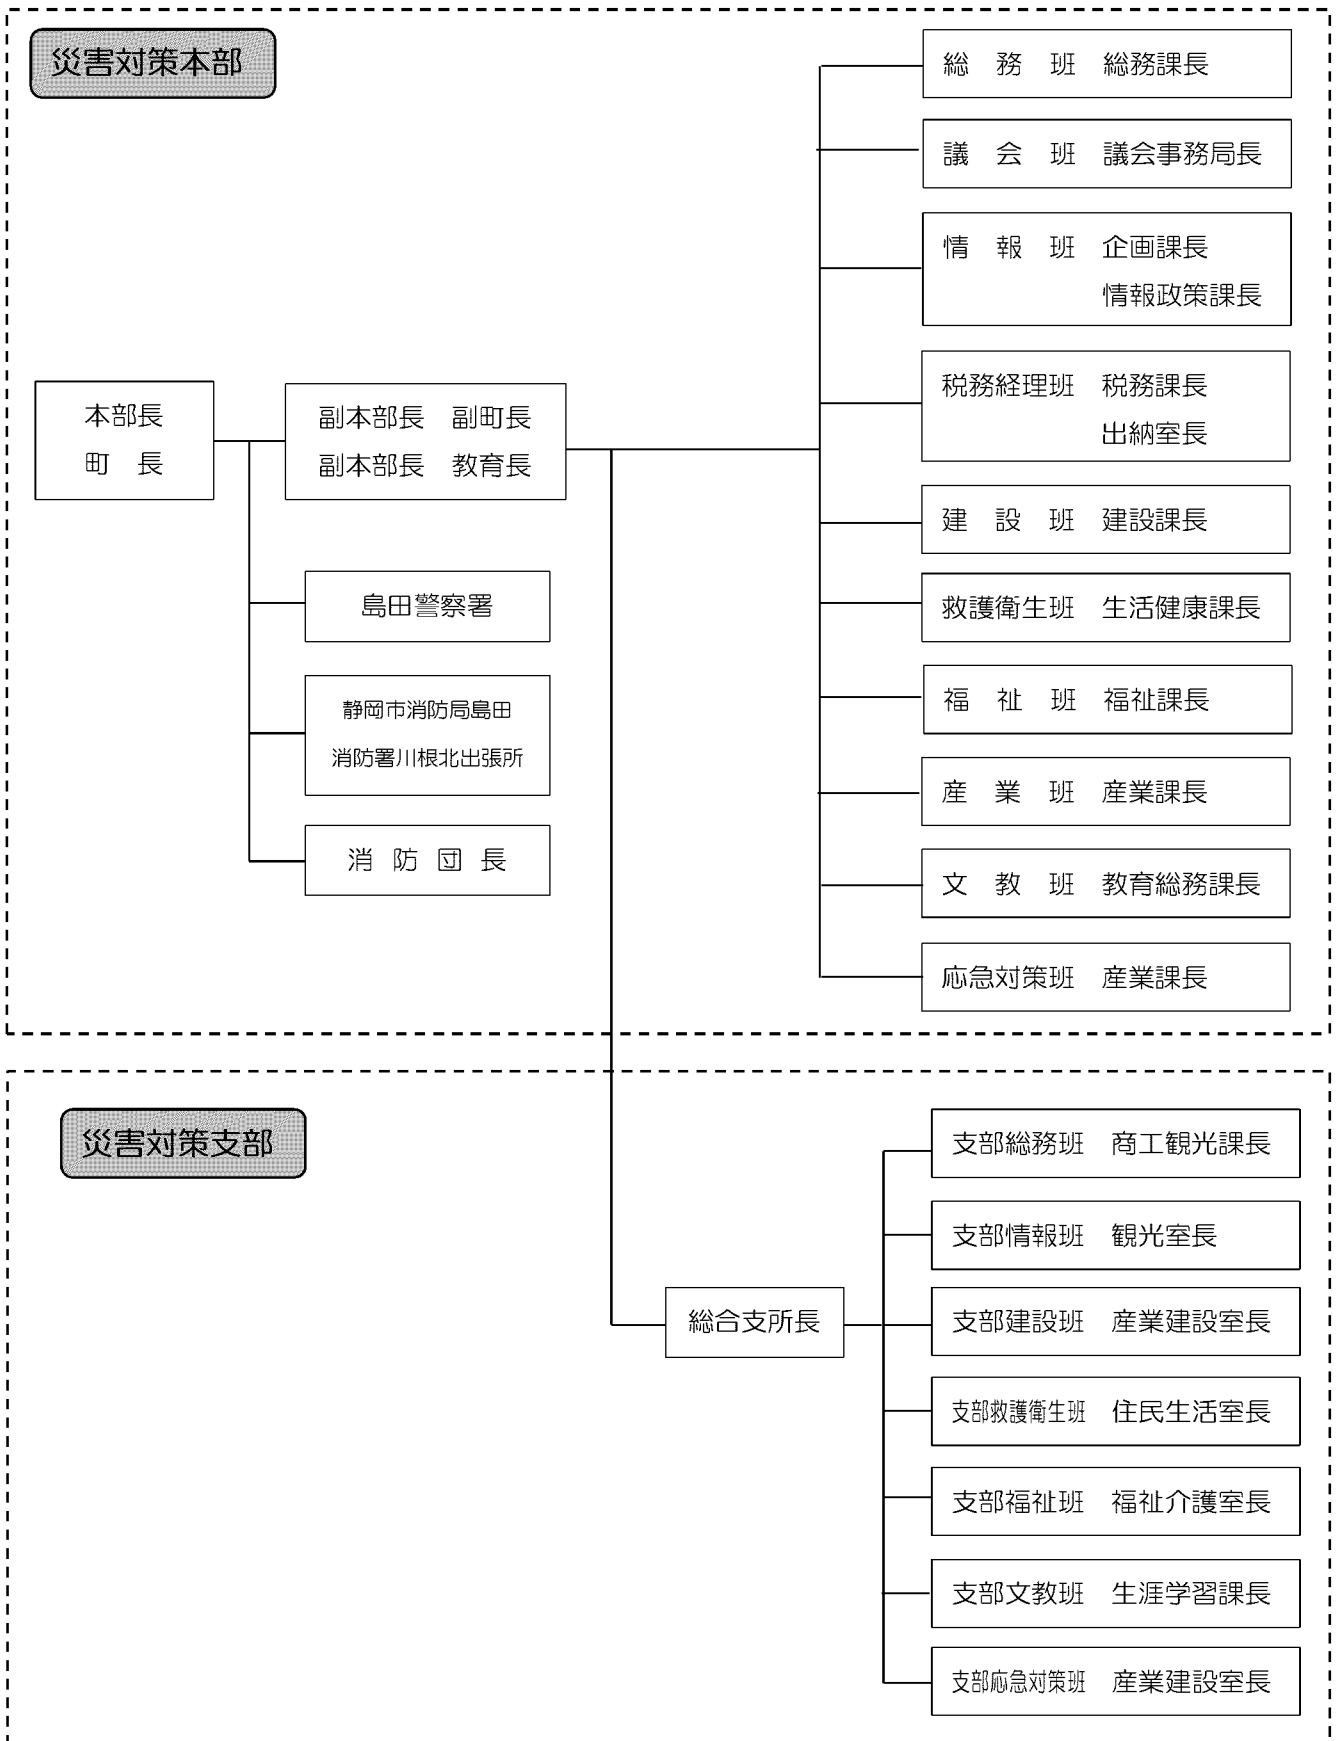 災害対策本部
総　務　班　総務課長
議　会　班　議会事務局長
情　報　班　企画課長
情報政策課長
税務経理班　税務課長
出納室長
建　設　班　建設課長
救護衛生班　生活健康課長
福　祉　班　福祉課長
産　業　班　産業課長
文　教　班　教育総務課長
応急対策班　産業課長
本部長
町　長
副本部長　副町長
副本部長　教育長
島田警察署
静岡市消防局島田
消防署川根北出張所
消　防　団　長
災害対策支部
総合支所長
支部総務班　商工観光課長
支部情報班　観光室長
支部建設班　産業建設室長
支部救護衛生班　住民生活室長
支部福祉班　福祉介護室長
支部文教班　生涯学習課長
支部応急対策班　産業建設室長